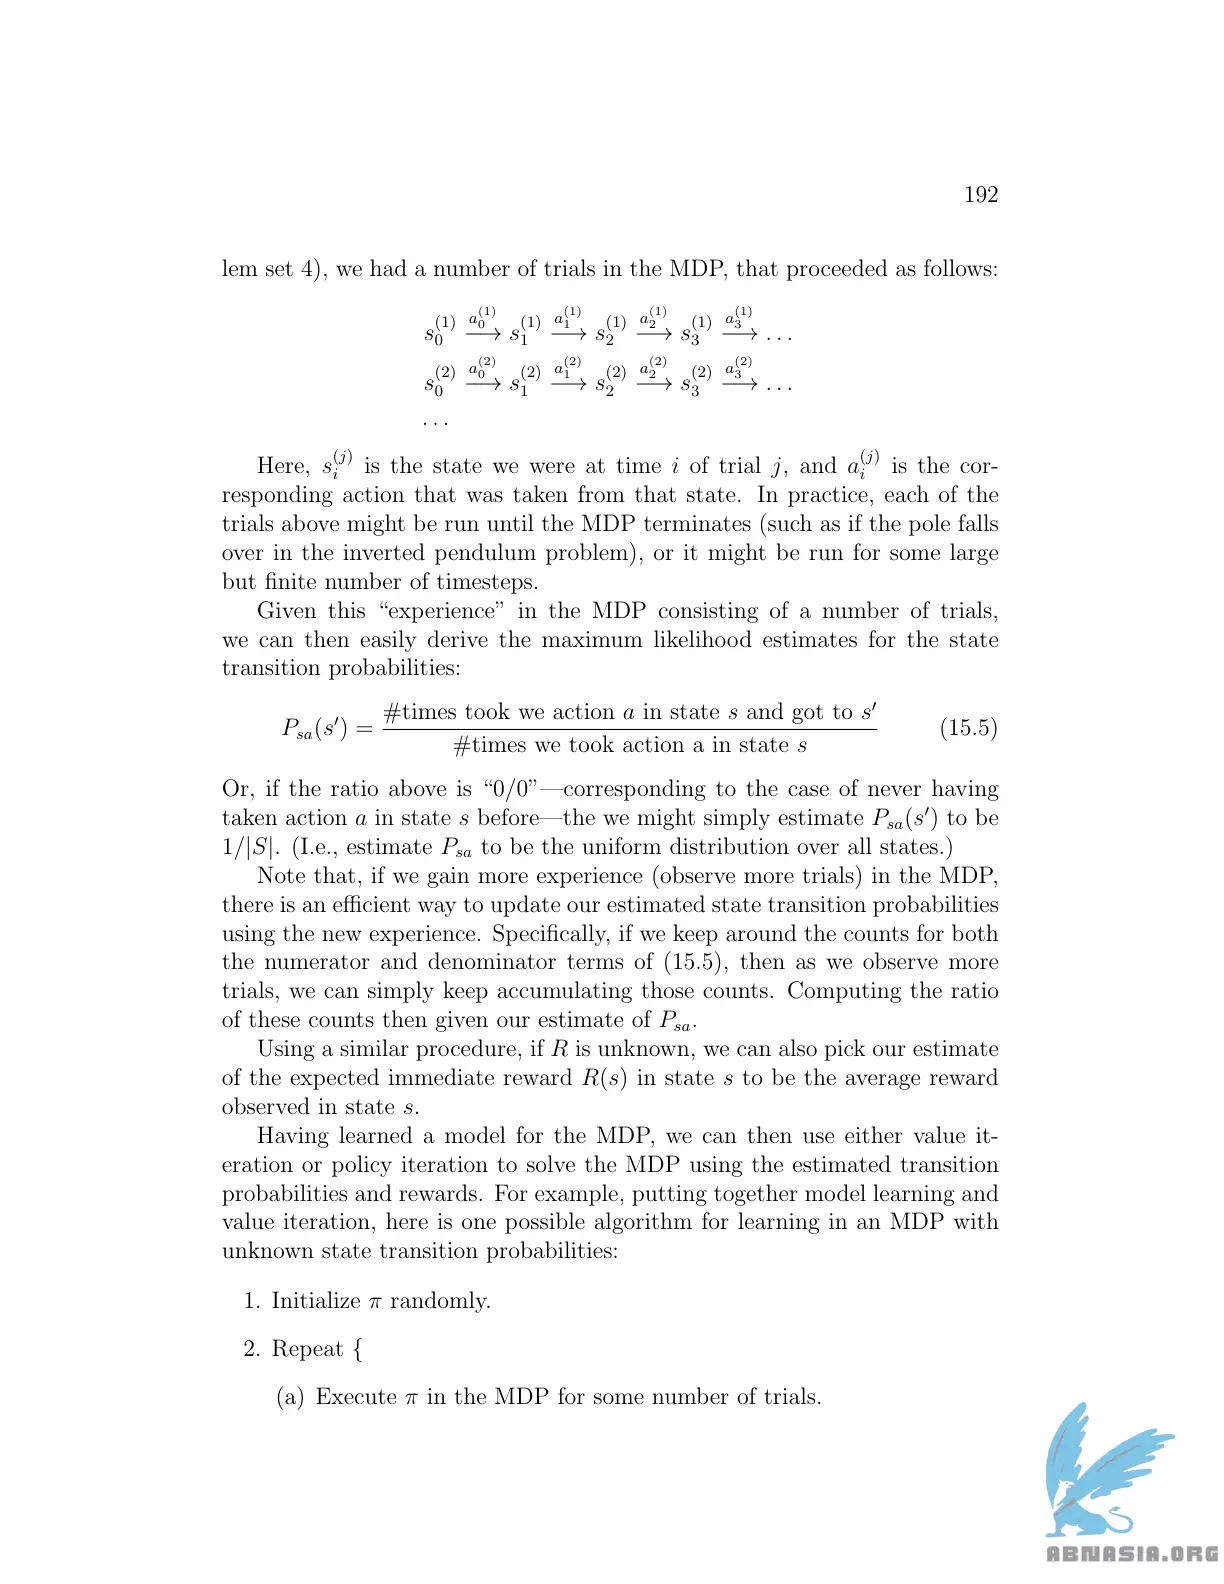 192
lem set 4), we had a number of trials in the MDP, that proceeded as follows:
s_0^{(1)} \xrightarrow{a_0^{(1)}} s_1^{(1)} \xrightarrow{a_1^{(1)}} s_2^{(1)} \xrightarrow{a_2^{(1)}} s_3^{(1)} \xrightarrow{a_3^{(1)}} . . .
s_0^{(2)} \xrightarrow{a_0^{(2)}} s_1^{(2)} \xrightarrow{a_1^{(2)}} s_2^{(2)} \xrightarrow{a_2^{(2)}} s_3^{(2)} \xrightarrow{a_3^{(2)}} . . .
. . .
Here, s_i^{(j)} is the state we were at time i of trial j, and a_i^{(j)} is the cor-
responding action that was taken from that state. In practice, each of the
trials above might be run until the MDP terminates (such as if the pole falls
over in the inverted pendulum problem), or it might be run for some large
but finite number of timesteps.
Given this “experience” in the MDP consisting of a number of trials,
we can then easily derive the maximum likelihood estimates for the state
transition probabilities:
P_{sa}(s′) = \frac{#times took we action a in state s and got to s′}{#times we took action a in state s} (15.5)
Or, if the ratio above is “0/0”—corresponding to the case of never having
taken action a in state s before—the we might simply estimate P_{sa}(s′) to be
1/|S|. (I.e., estimate P_{sa} to be the uniform distribution over all states.)
Note that, if we gain more experience (observe more trials) in the MDP,
there is an efficient way to update our estimated state transition probabilities
using the new experience. Specifically, if we keep around the counts for both
the numerator and denominator terms of (15.5), then as we observe more
trials, we can simply keep accumulating those counts. Computing the ratio
of these counts then given our estimate of P_{sa}.
Using a similar procedure, if R is unknown, we can also pick our estimate
of the expected immediate reward R(s) in state s to be the average reward
observed in state s.
Having learned a model for the MDP, we can then use either value it-
eration or policy iteration to solve the MDP using the estimated transition
probabilities and rewards. For example, putting together model learning and
value iteration, here is one possible algorithm for learning in an MDP with
unknown state transition probabilities:
1. Initialize π randomly.
2. Repeat {
(a) Execute π in the MDP for some number of trials.
ABNASIA.ORG